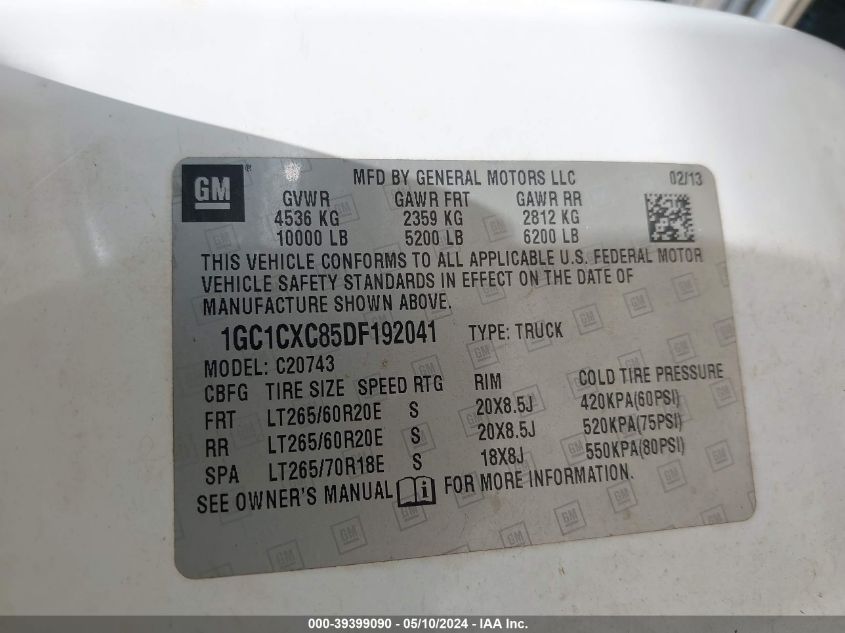 GM ® MFD BY GENERAL MOTORS LLC 02/13
GVWR GAWR FRT GAWR RR
4536 KG 2359 KG 2812 KG
10000 LB 5200 LB 6200 LB
THIS VEHICLE CONFORMS TO ALL APPLICABLE U.S. FEDERAL MOTOR
VEHICLE SAFETY STANDARDS IN EFFECT ON THE DATE OF
MANUFACTURE SHOWN ABOVE.
1GC1CXC85DF192041 TYPE: TRUCK
MODEL: C20743
CBFG TIRE SIZE SPEED RTG RIM COLD TIRE PRESSURE
FRT LT265/60R20E S 20X8.5J 420KPA(60PSI)
RR LT265/60R20E S 20X8.5J 520KPA(75PSI)
SPA LT265/70R18E S 18X8J 550KPA(80PSI)
SEE OWNER'S MANUAL i FOR MORE INFORMATION.
000-39399090 - 05/10/2024 - IAA Inc.